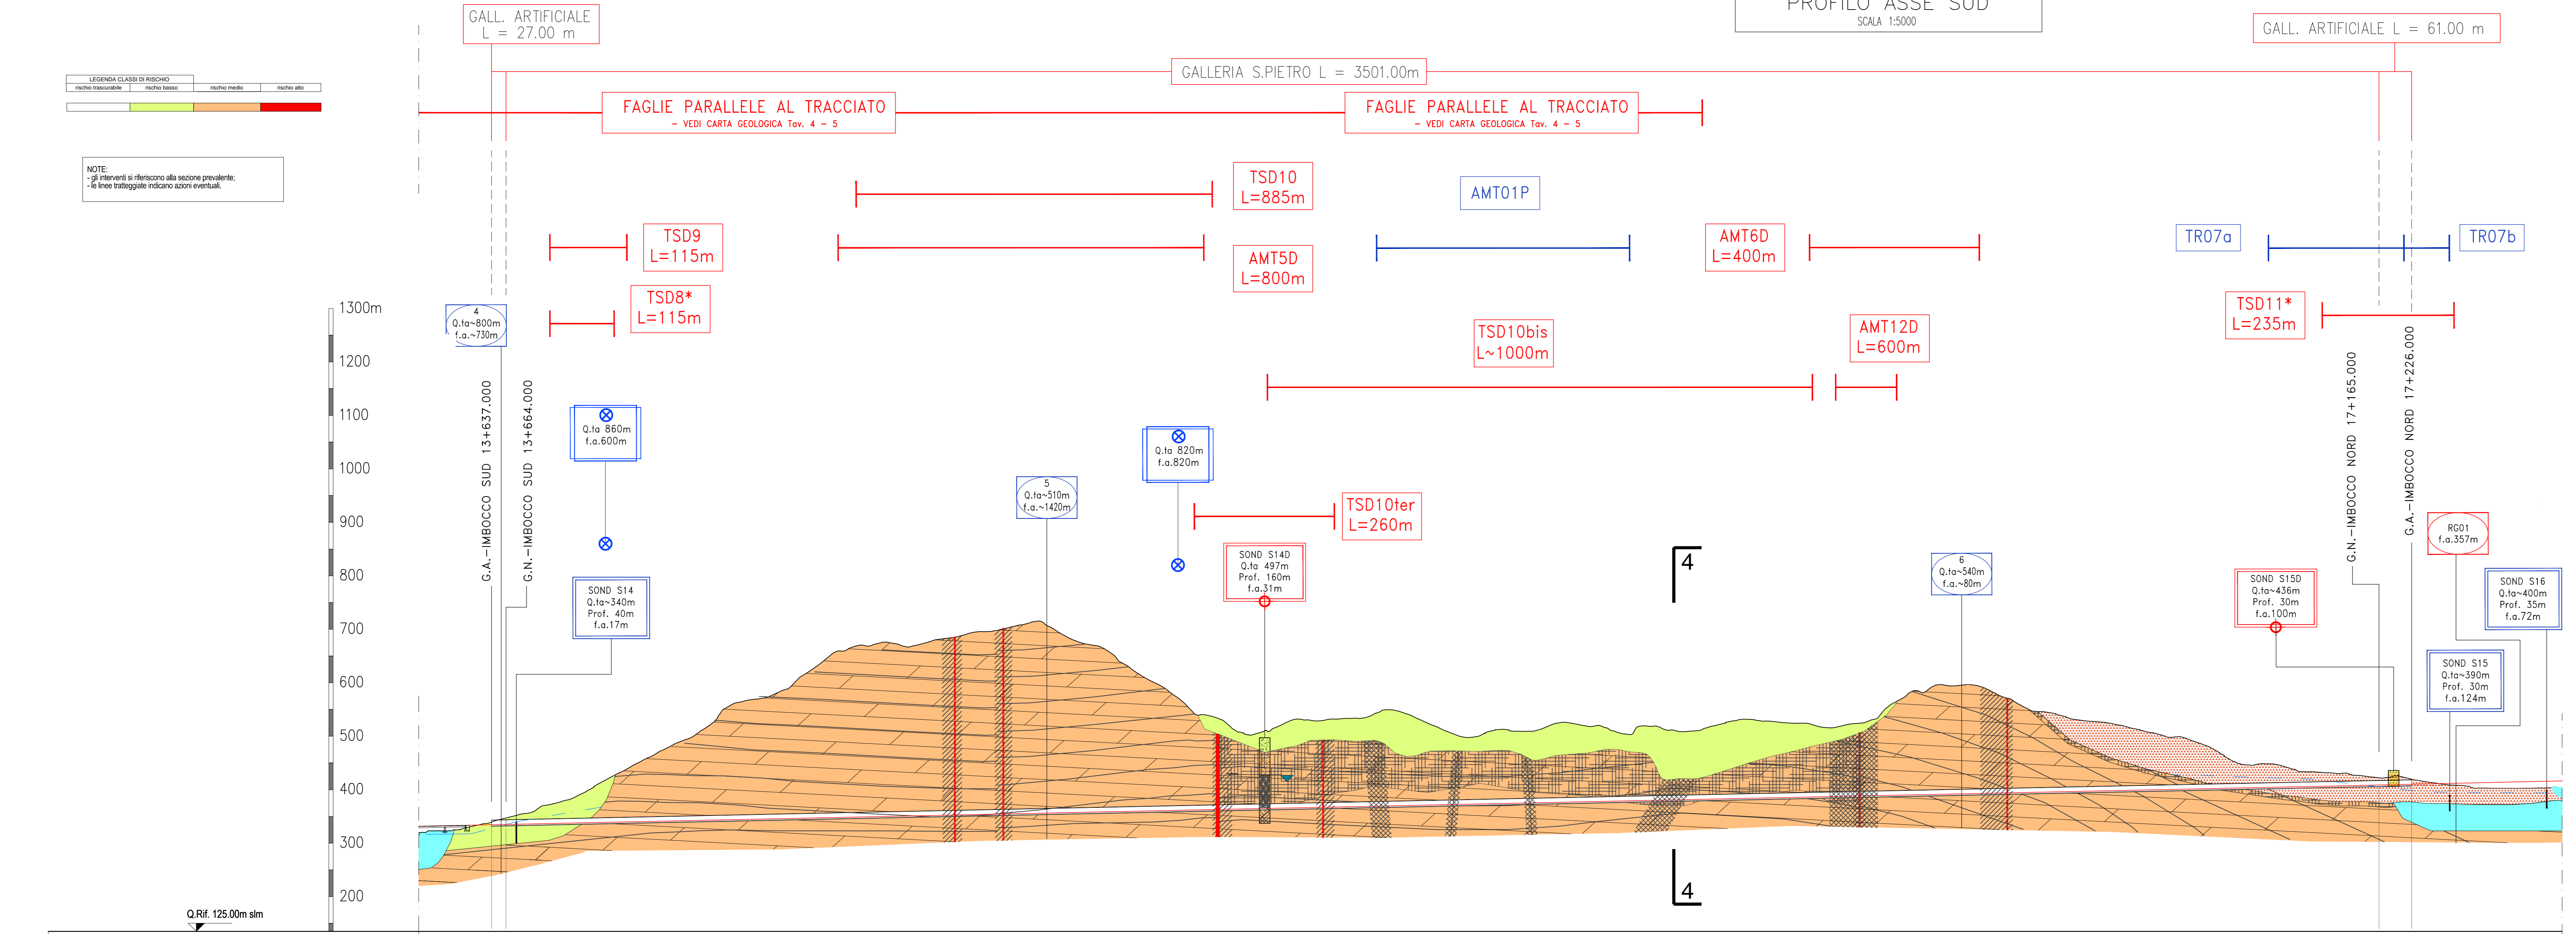 PROFILO ASSE SUD
SCALA 1:5000
GALL. ARTIFICIALE
L = 27.00 m
GALL. ARTIFICIALE L = 61.00 m
GALLERIA S.PIETRO L = 3501.00m
LEGENDA CLASSI DI RISCHIO
rischio trascurabile
rischio basso
rischio medio
rischio alto
FAGLIE PARALLELE AL TRACCIATO
- VEDI CARTA GEOLOGICA Tav. 4 - 5
FAGLIE PARALLELE AL TRACCIATO
- VEDI CARTA GEOLOGICA Tav. 4 - 5
NOTE:
- gli interventi si riferiscono alla sezione prevalente;
- le linee tratteggiate indicano azioni eventuali.
TSD10
L=885m
AMT01P
TSD9
L=115m
AMT5D
L=800m
AMT6D
L=400m
TR07a
TR07b
TSD8*
L=115m
TSD11*
L=235m
TSD10bis
L~1000m
AMT12D
L=600m
1300m
1200
1100
1000
900
800
700
600
500
400
300
200
4
Q.ta~800m
f.a.~730m
G.A.-IMBOCCO SUD 13+637.000
G.N.-IMBOCCO SUD 13+664.000
Q.ta 860m
f.a.600m
Q.ta 820m
f.a.820m
5
Q.ta~510m
f.a.~1420m
TSD10ter
L=260m
SOND S14
Q.ta~340m
Prof. 40m
f.a.17m
SOND S14D
Q.ta 497m
Prof. 160m
f.a.31m
4
6
Q.ta~540m
f.a.~80m
SOND S15D
Q.ta~436m
Prof. 30m
f.a.100m
G.N.-IMBOCCO NORD 17+165.000
G.A.-IMBOCCO NORD 17+226.000
RG01
f.a.357m
SOND S16
Q.ta~400m
Prof. 35m
f.a.72m
SOND S15
Q.ta~390m
Prof. 30m
f.a.124m
4
Q.Rif. 125.00m slm